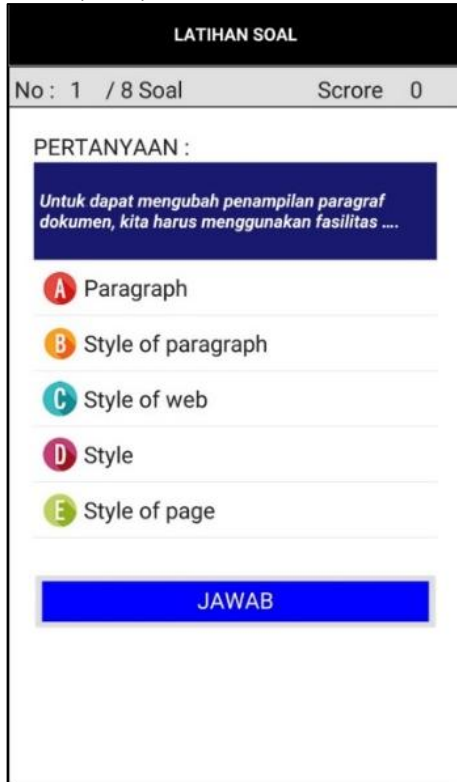 LATIHAN SOAL
No : 1 / 8 Soal Scrore 0
PERTANYAAN :
Untuk dapat mengubah penampilan paragraf
dokumen, kita harus menggunakan fasilitas ....
A Paragraph
B Style of paragraph
C Style of web
D Style
E Style of page
JAWAB